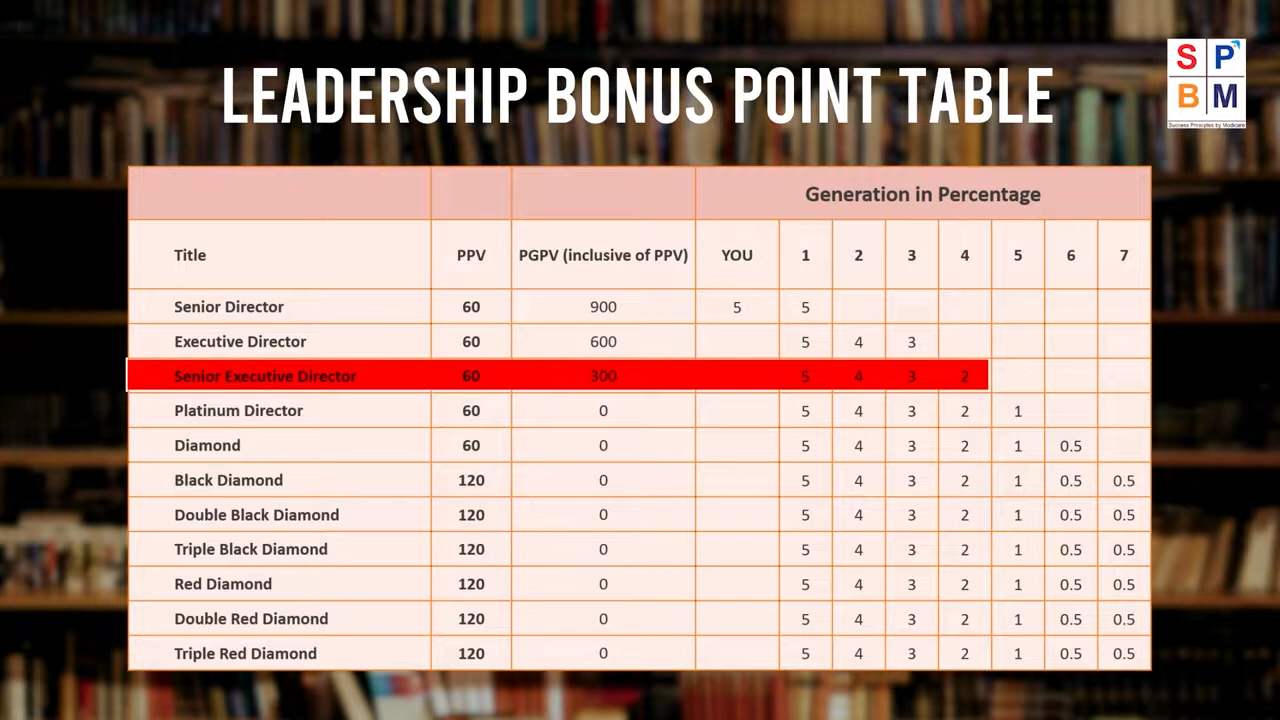 LEADERSHIP BONUS POINT TABLE
S P
B M
Success Principles by Modicare
Generation in Percentage
Title PPV PGPV (inclusive of PPV) YOU 1 2 3 4 5 6 7
Senior Director 60 900 5 5
Executive Director 60 600 5 4 3
Senior Executive Director 60 300 5 4 3 2
Platinum Director 60 0 5 4 3 2 1
Diamond 60 0 5 4 3 2 1 0.5
Black Diamond 120 0 5 4 3 2 1 0.5 0.5
Double Black Diamond 120 0 5 4 3 2 1 0.5 0.5
Triple Black Diamond 120 0 5 4 3 2 1 0.5 0.5
Red Diamond 120 0 5 4 3 2 1 0.5 0.5
Double Red Diamond 120 0 5 4 3 2 1 0.5 0.5
Triple Red Diamond 120 0 5 4 3 2 1 0.5 0.5